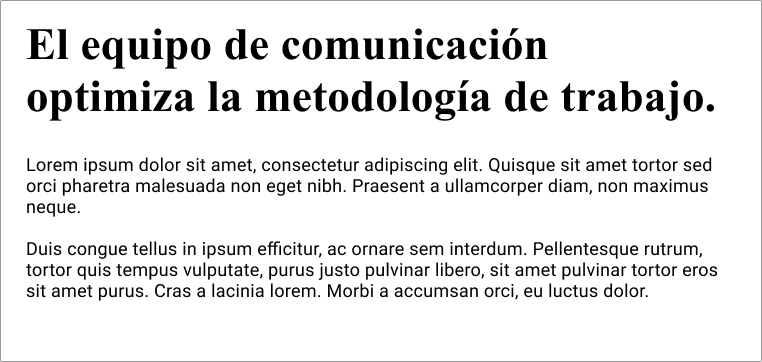 El equipo de comunicación
optimiza la metodología de trabajo.
Lorem ipsum dolor sit amet, consectetur adipiscing elit. Quisque sit amet tortor sed
orci pharetra malesuada non eget nibh. Praesent a ullamcorper diam, non maximus
neque.
Duis congue tellus in ipsum efficitur, ac ornare sem interdum. Pellentesque rutrum,
tortor quis tempus vulputate, purus justo pulvinar libero, sit amet pulvinar tortor eros
sit amet purus. Cras a lacinia lorem. Morbi a accumsan orci, eu luctus dolor.